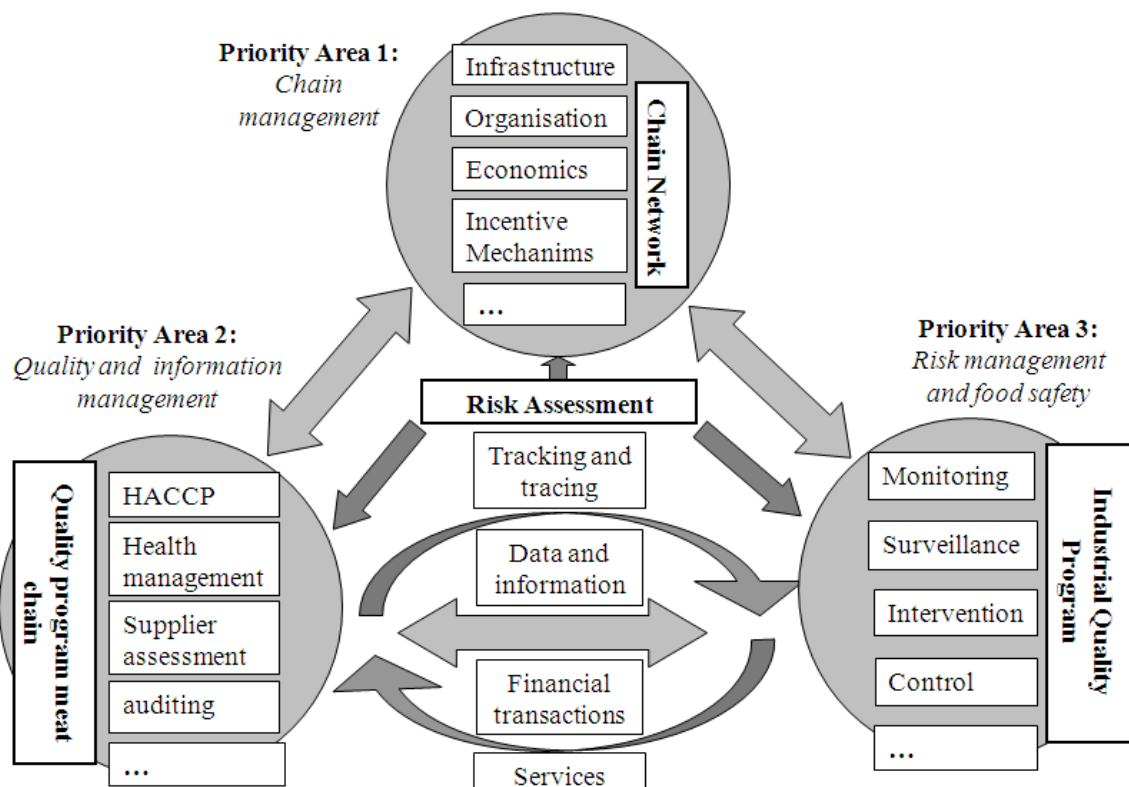 Priority Area 1:
Chain
management
Infrastructure
Organisation
Economics
Incentive
Mechanims
...
Chain Network
Priority Area 2:
Quality and information
management
Priority Area 3:
Risk management
and food safety
Risk Assessment
Quality program meat
chain
HACCP
Health
management
Supplier
assessment
auditing
...
Tracking and
tracing
Data and
information
Financial
transactions
Services
Monitoring
Surveillance
Intervention
Control
...
Industrial Quality
Program